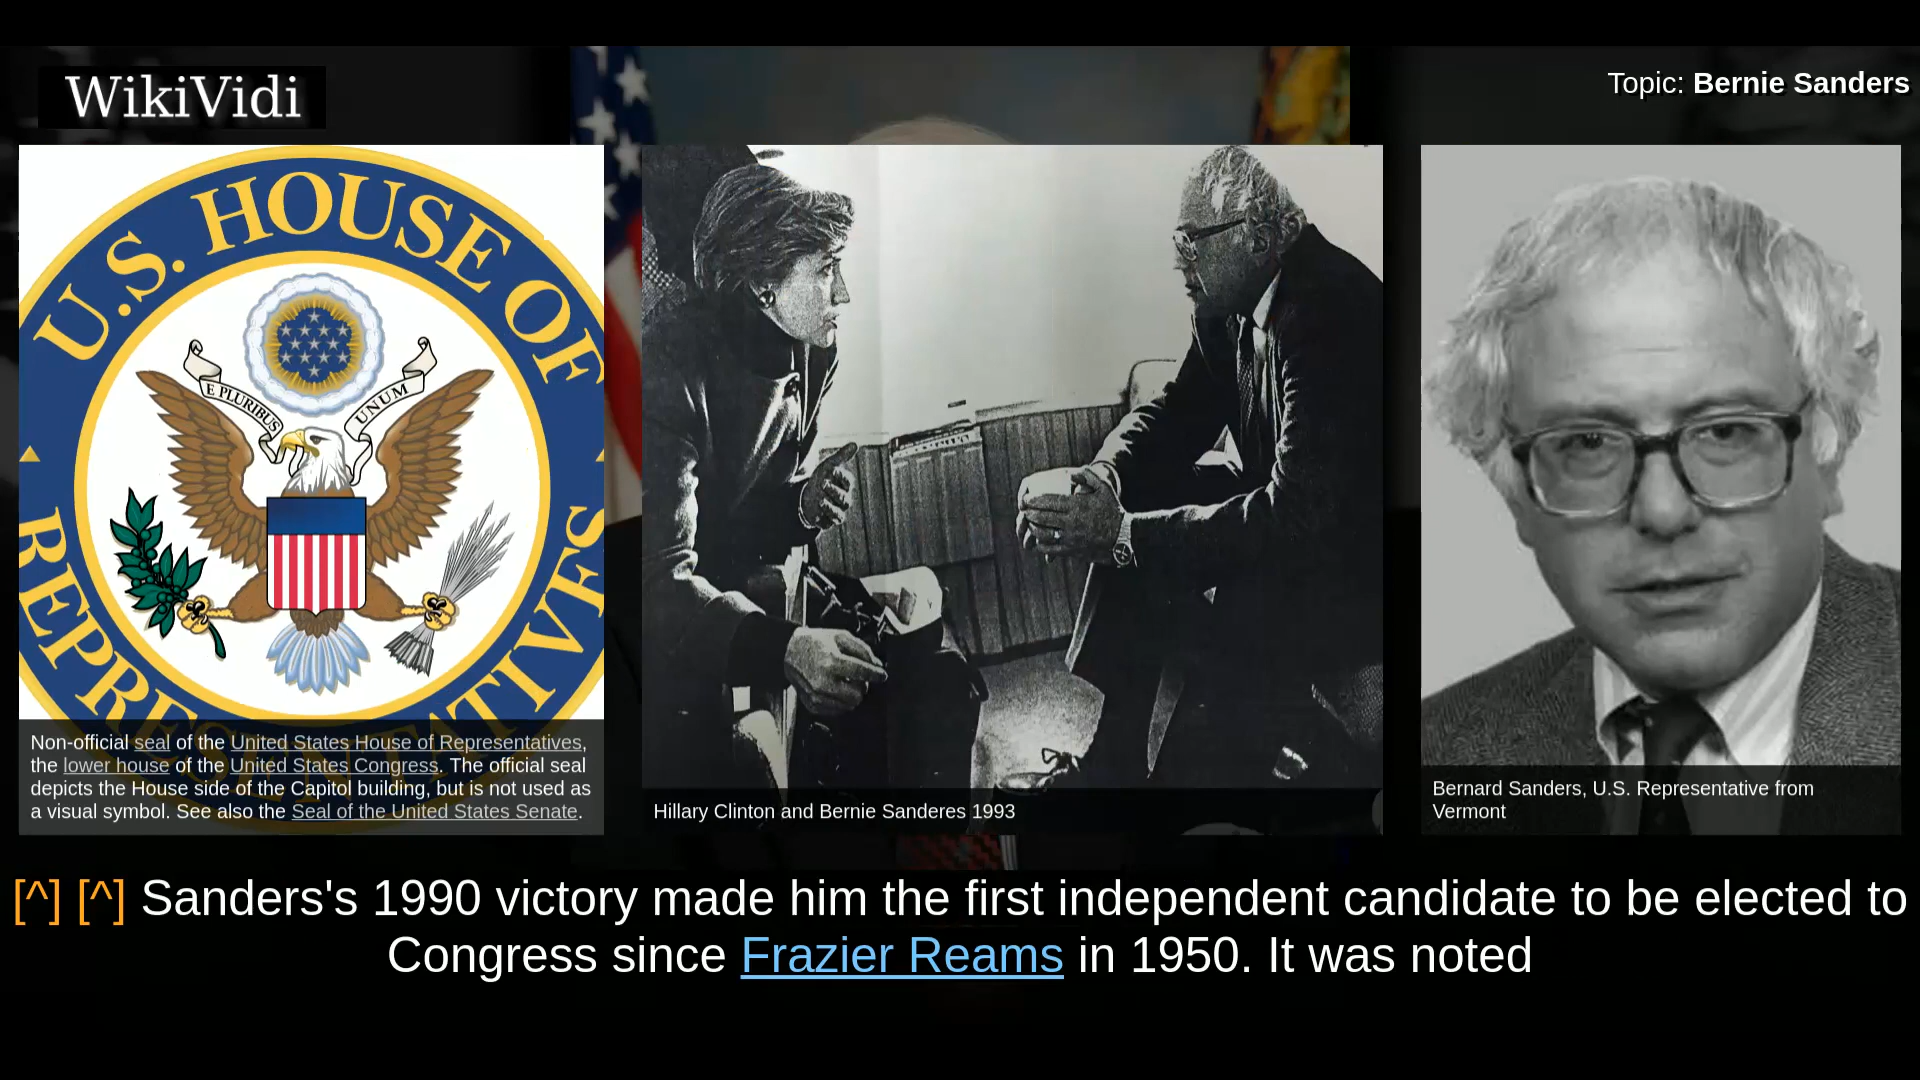 WikiVidi
Topic: Bernie Sanders
U.S. HOUSE OF
REPRESENTATIVES
E PLURIBUS
UNUM
Non-official seal of the United States House of Representatives,
the lower house of the United States Congress. The official seal
depicts the House side of the Capitol building, but is not used as
a visual symbol. See also the Seal of the United States Senate.
Hillary Clinton and Bernie Sanderes 1993
Bernard Sanders, U.S. Representative from
Vermont
[^] [^] Sanders's 1990 victory made him the first independent candidate to be elected to
Congress since Frazier Reams in 1950. It was noted